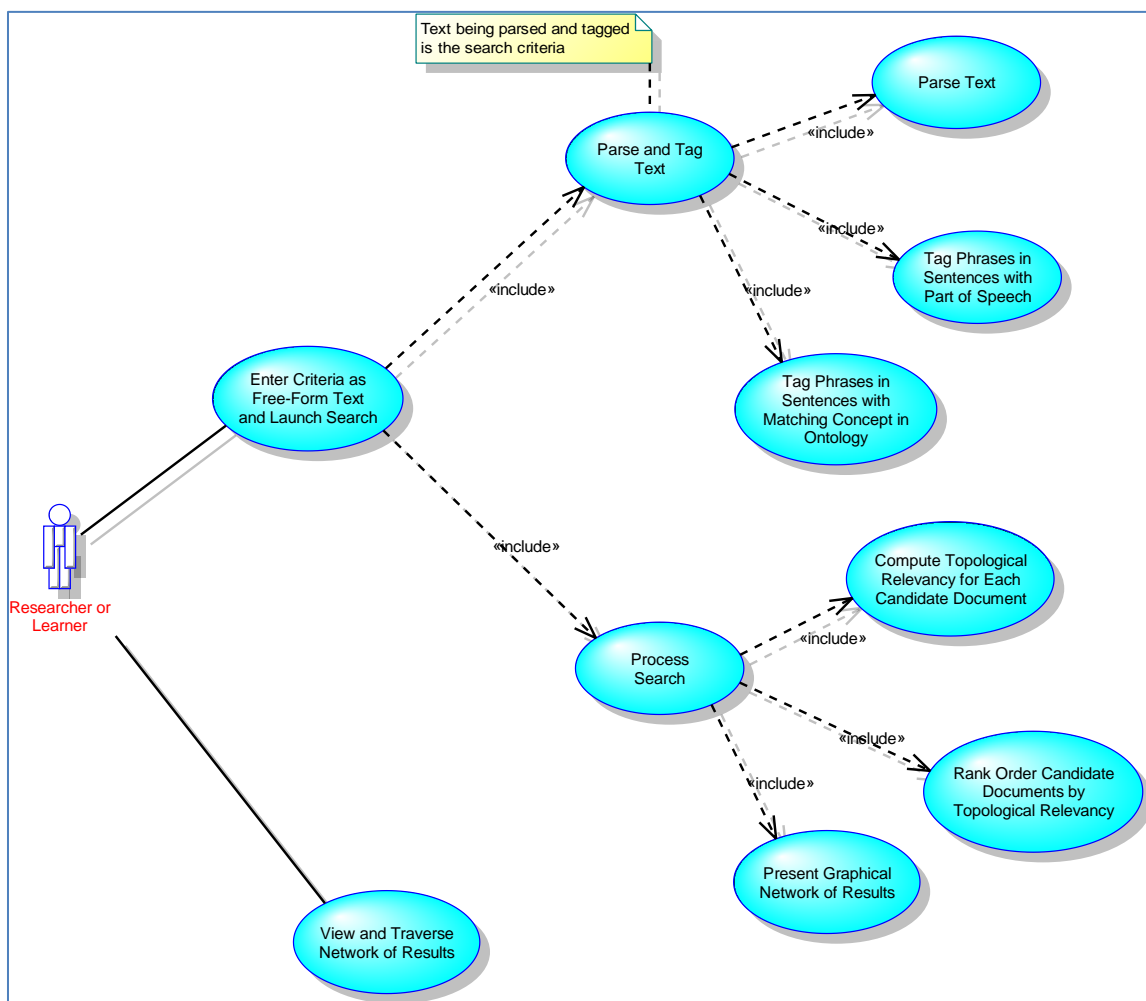 Text being parsed and tagged
is the search criteria
Parse Text
«include»
Parse and Tag
Text
«include»
Tag Phrases in
Sentences with
Part of Speech
«include»
«include»
Enter Criteria as
Free-Form Text
and Launch Search
Tag Phrases in
Sentences with
Matching Concept in
Ontology
«include»
Compute Topological
Relevancy for Each
Candidate Document
Researcher or
Learner
«include»
Process
Search
«include»
Rank Order Candidate
Documents by
Topological Relevancy
«include»
Present Graphical
Network of Results
View and Traverse
Network of Results